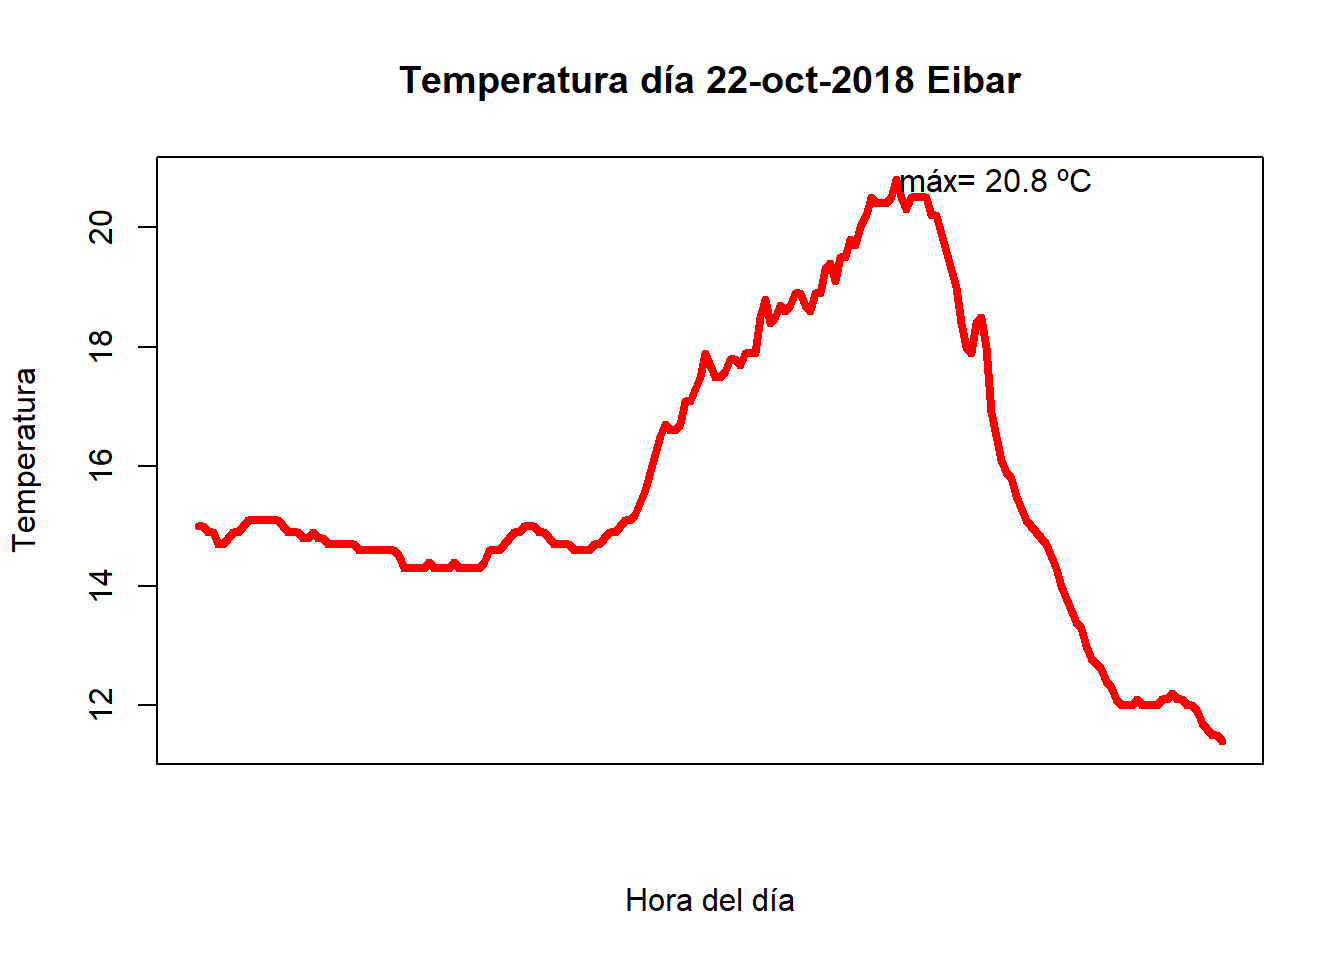 Temperatura día 22-oct-2018 Eibar
máx= 20.8 ºC
Temperatura
20
18
16
14
12
Hora del día